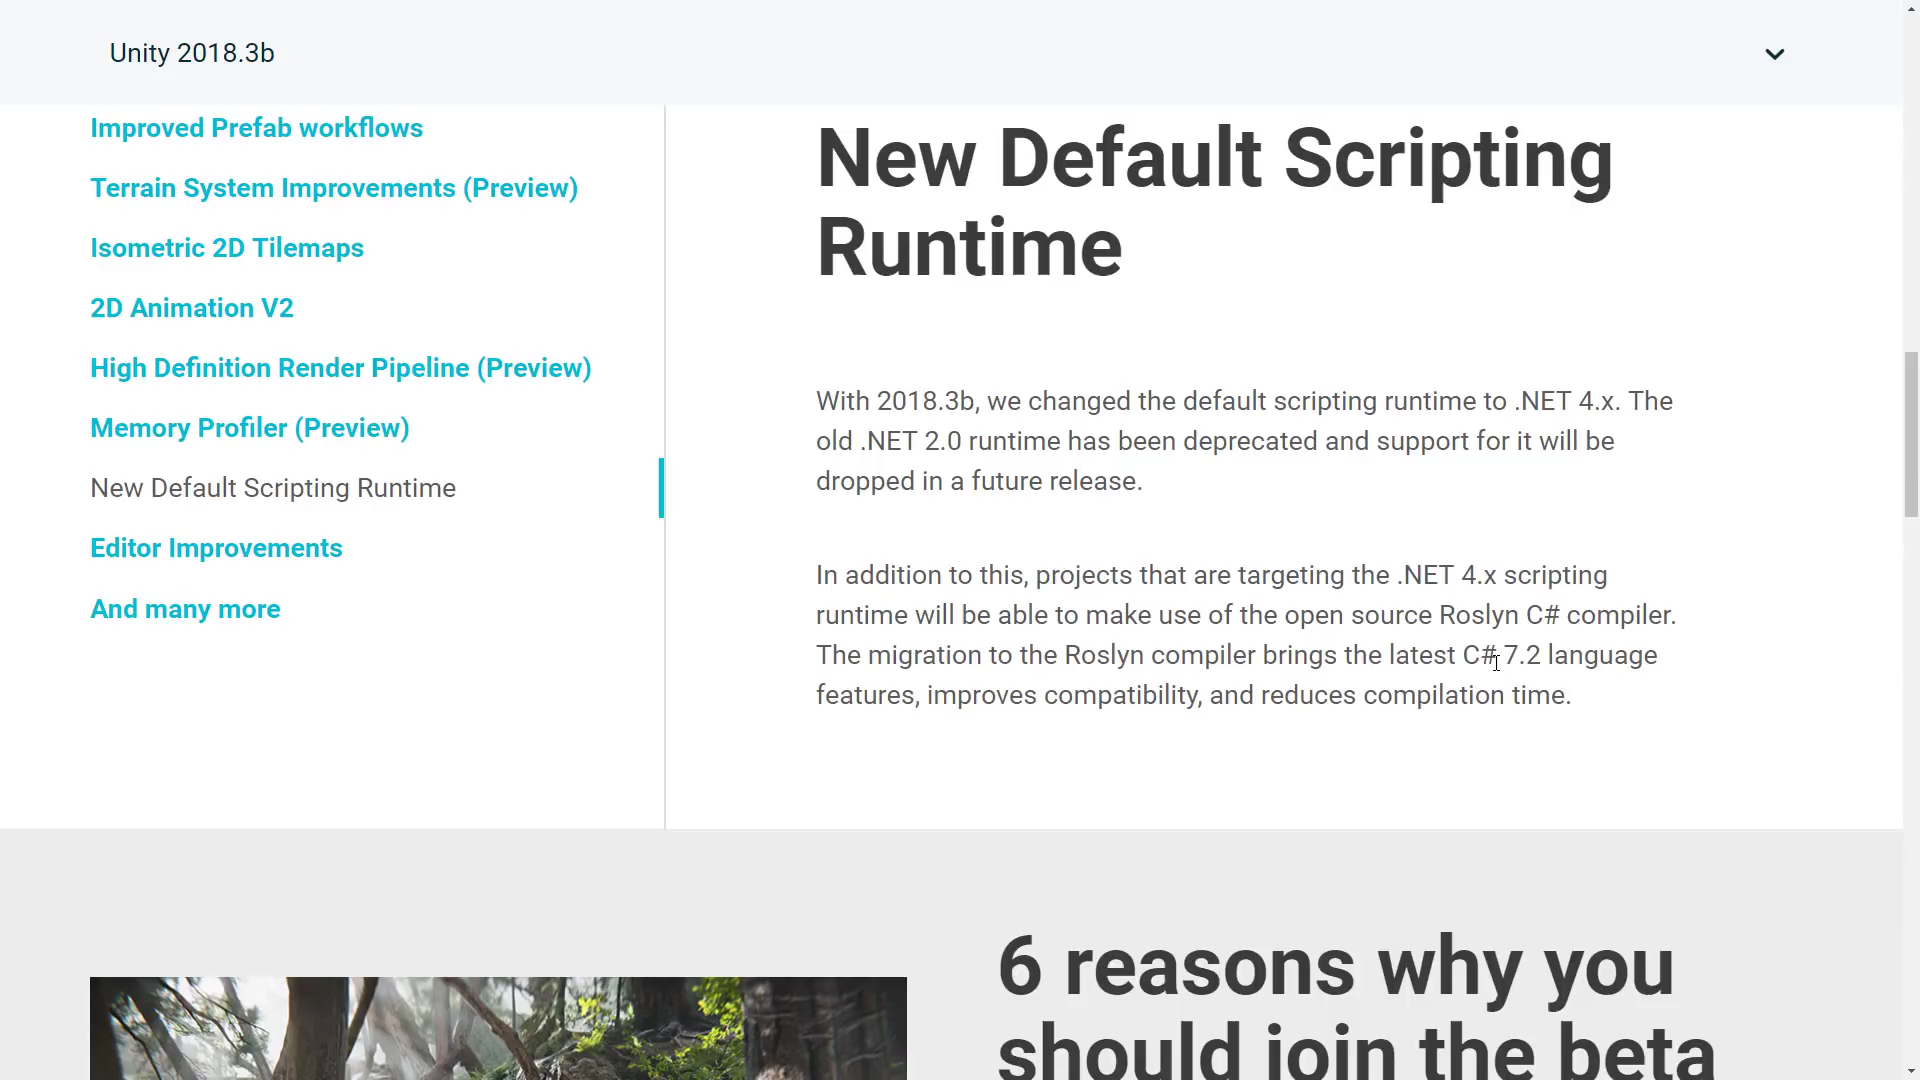 Unity 2018.3b
Improved Prefab workflows
Terrain System Improvements (Preview)
Isometric 2D Tilemaps
2D Animation V2
High Definition Render Pipeline (Preview)
Memory Profiler (Preview)
New Default Scripting Runtime
Editor Improvements
And many more
New Default Scripting
Runtime
With 2018.3b, we changed the default scripting runtime to .NET 4.x. The
old .NET 2.0 runtime has been deprecated and support for it will be
dropped in a future release.
In addition to this, projects that are targeting the .NET 4.x scripting
runtime will be able to make use of the open source Roslyn C# compiler.
The migration to the Roslyn compiler brings the latest C# 7.2 language
features, improves compatibility, and reduces compilation time.
6 reasons why you
should join the beta